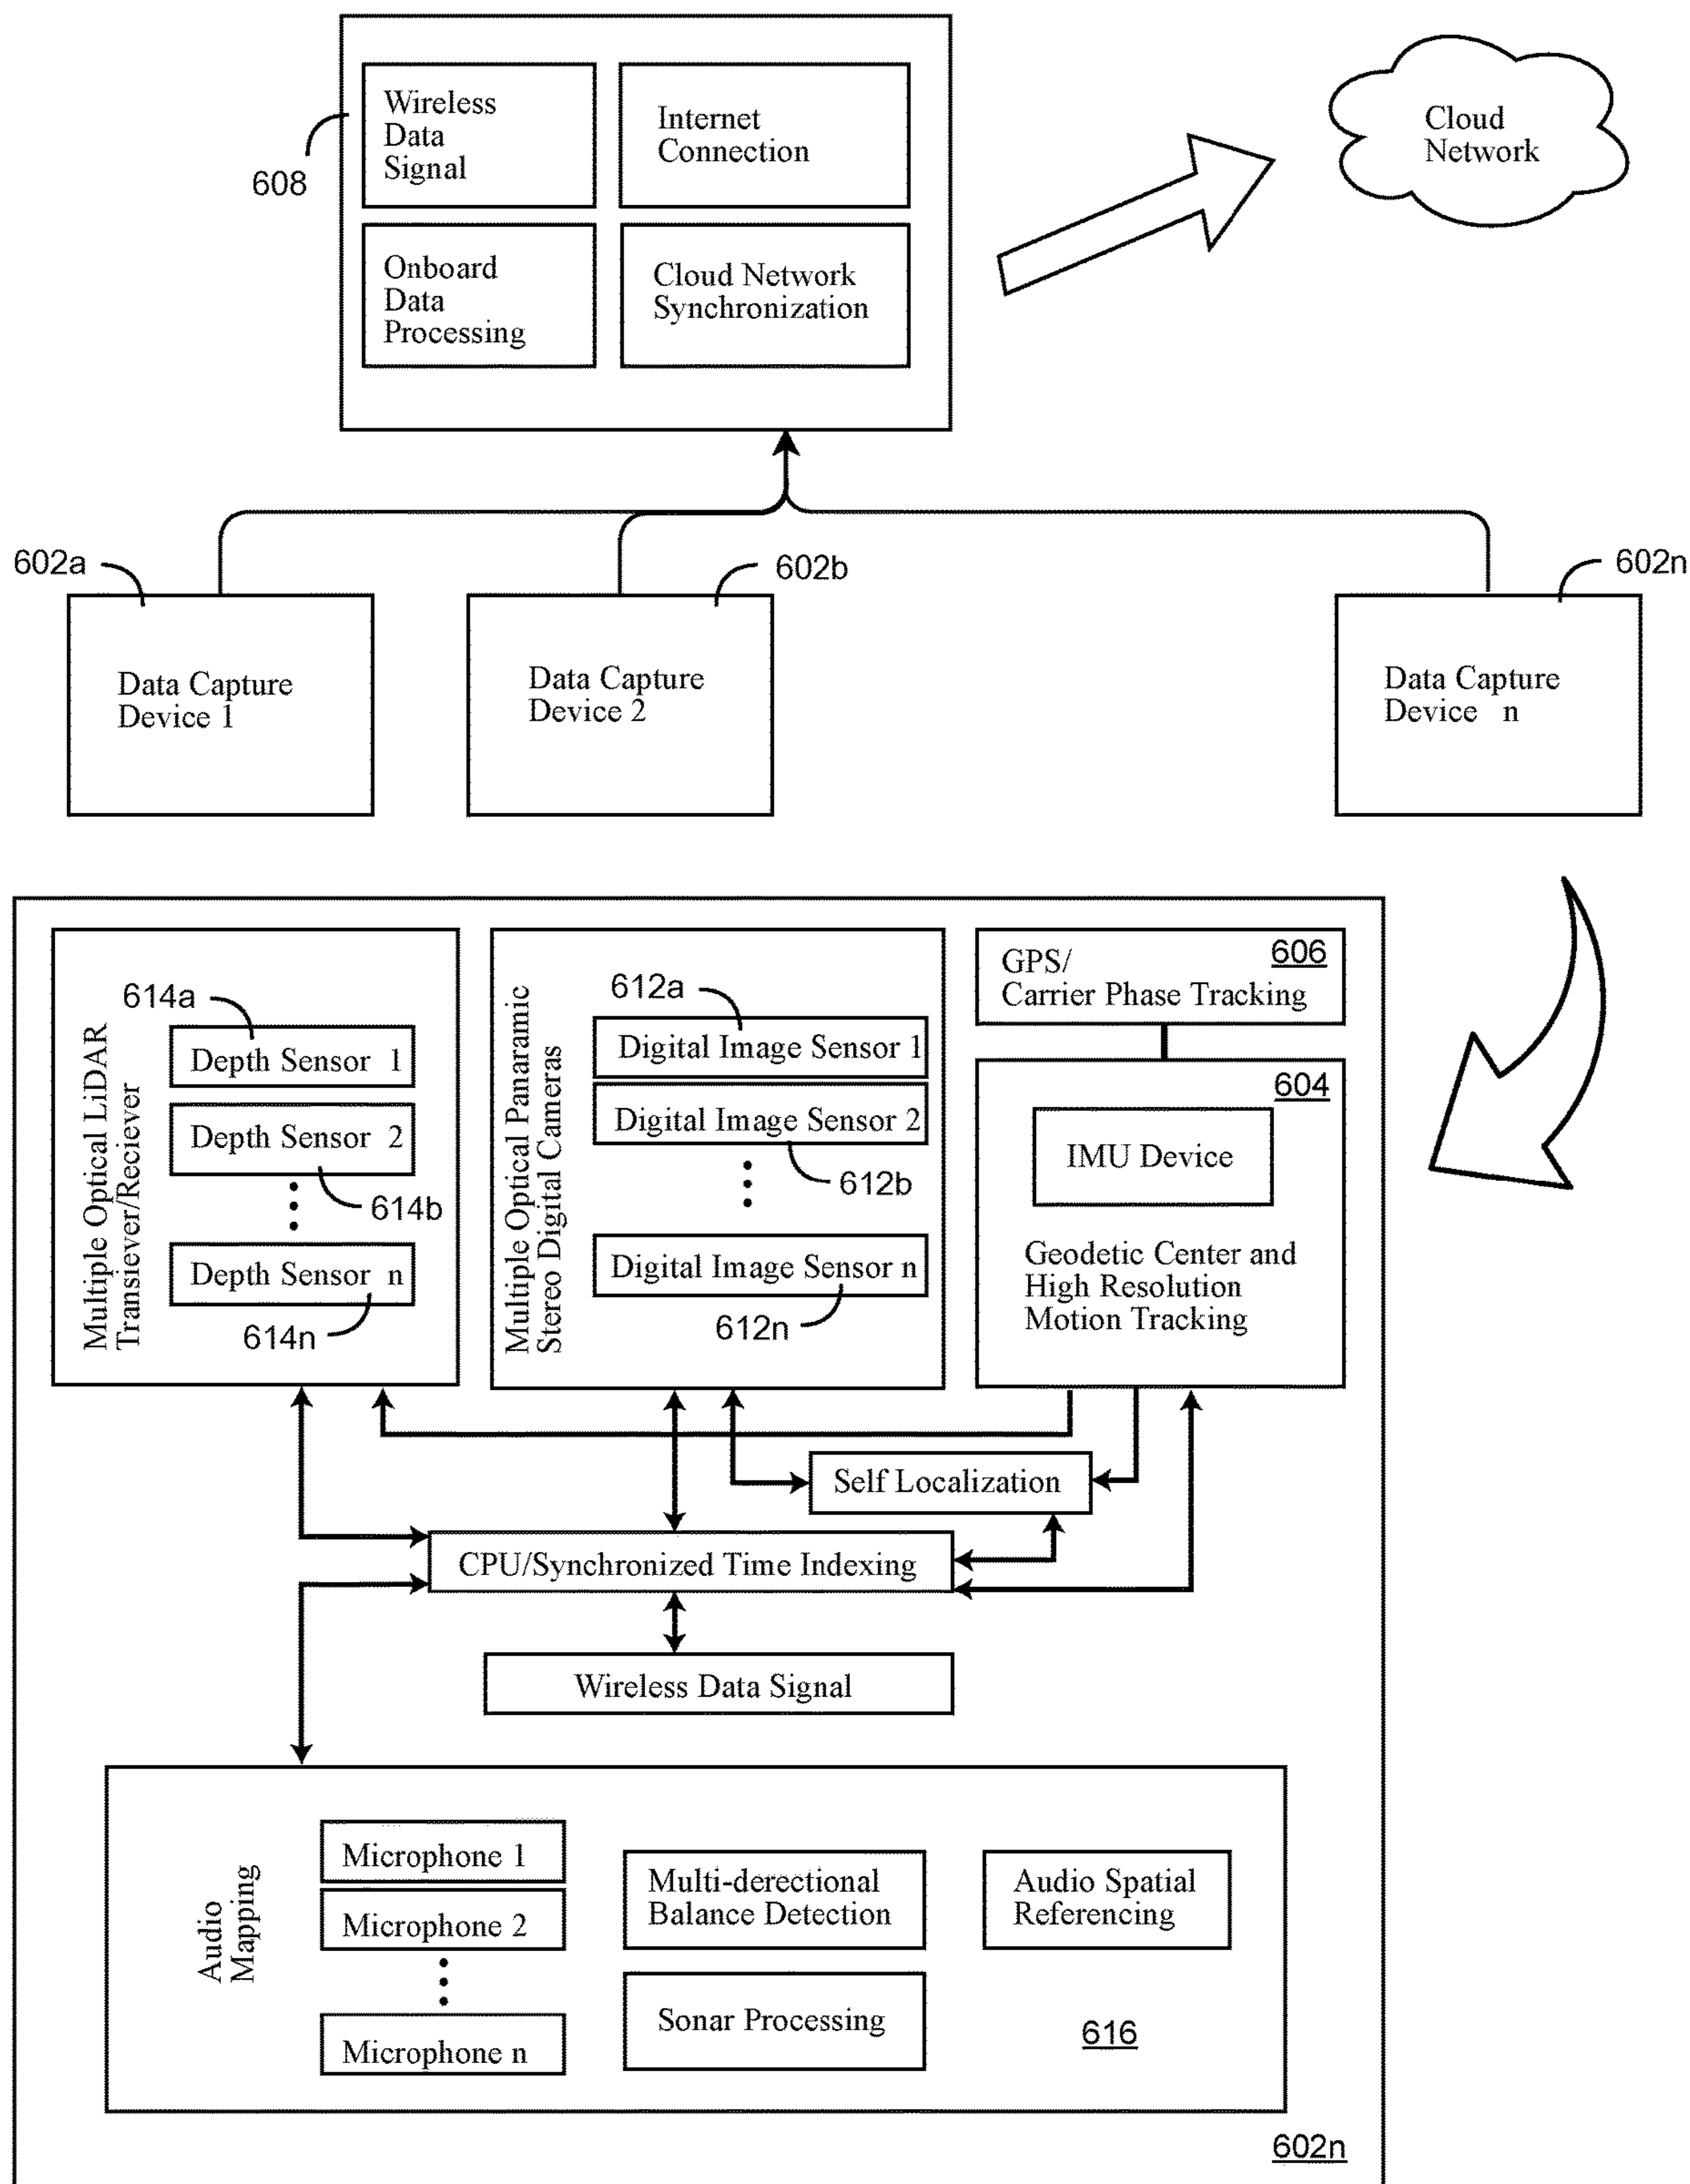 Wireless
Data
Signal
Internet
Connection
608
Onboard
Data
Processing
Cloud Network
Synchronization
Cloud
Network
602a
602b
602n
Data Capture
Device 1
Data Capture
Device 2
Data Capture
Device n
Multiple Optical LiDAR
Transiever/Reciever
614a
Depth Sensor 1
Depth Sensor 2
614b
Depth Sensor n
614n
Multiple Optical Panaramic
Stereo Digital Cameras
612a
Digital Image Sensor 1
Digital Image Sensor 2
612b
Digital Image Sensor n
612n
606
GPS/
Carrier Phase Tracking
604
IMU Device
Geodetic Center and
High Resolution
Motion Tracking
Self Localization
CPU/Synchronized Time Indexing
Wireless Data Signal
Audio
Mapping
Microphone 1
Microphone 2
Microphone n
Multi-derectional
Balance Detection
Sonar Processing
Audio Spatial
Referencing
616
602n